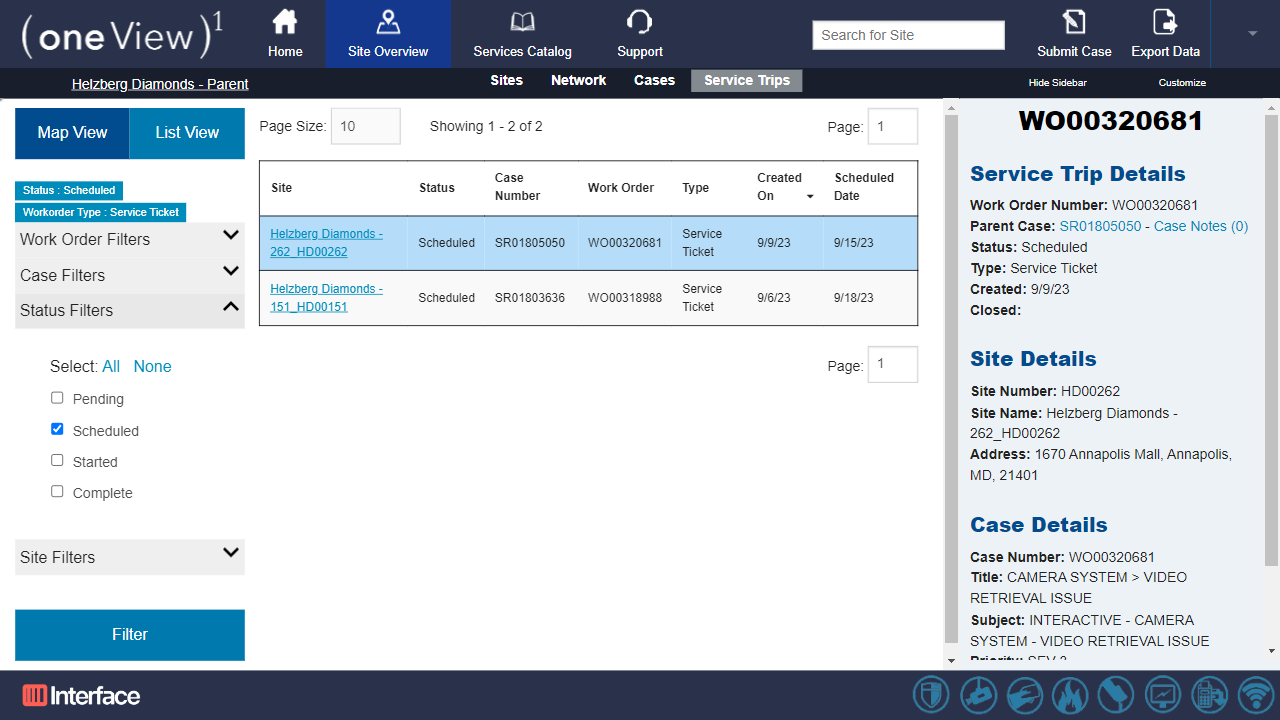 (oneView)1
Home
Site Overview
Services Catalog
Support
Search for Site
Submit Case
Export Data
Helzberg Diamonds - Parent
Sites
Network
Cases
Service Trips
Hide Sidebar
Customize
Map View
List View
Status : Scheduled
Workorder Type : Service Ticket
Work Order Filters
Case Filters
Status Filters
Select: All None
Pending
Scheduled
Started
Complete
Site Filters
Filter
Page Size: 10
Showing 1 - 2 of 2
Page: 1
Site
Status
Case
Number
Work Order
Type
Created
On
Scheduled
Date
Helzberg Diamonds -
262_HD00262
Scheduled
SR01805050
WO00320681
Service
Ticket
9/9/23
9/15/23
Helzberg Diamonds -
151_HD00151
Scheduled
SR01803636
WO00318988
Service
Ticket
9/6/23
9/18/23
Page: 1
WO00320681
Service Trip Details
Work Order Number: WO00320681
Parent Case: SR01805050 - Case Notes (0)
Status: Scheduled
Type: Service Ticket
Created: 9/9/23
Closed:
Site Details
Site Number: HD00262
Site Name: Helzberg Diamonds -
262_HD00262
Address: 1670 Annapolis Mall, Annapolis,
MD, 21401
Case Details
Case Number: WO00320681
Title: CAMERA SYSTEM > VIDEO
RETRIEVAL ISSUE
Subject: INTERACTIVE - CAMERA
SYSTEM - VIDEO RETRIEVAL ISSUE
Interface